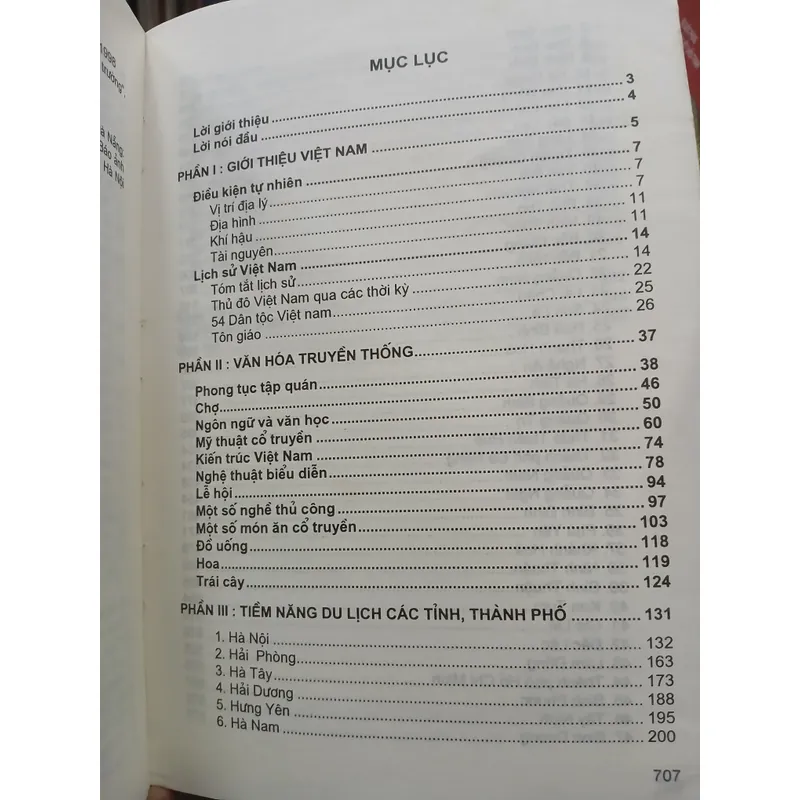 1998
trường",
Nẵng.
Báo ảnh
Hà Nội
MỤC LỤC
Lời giới thiệu 3
Lời nói đầu 4
PHẦN I : GIỚI THIỆU VIỆT NAM 5
Điều kiện tự nhiên 7
Vị trí địa lý 7
Địa hình 7
Khí hậu 11
Tài nguyên 11
Lịch sử Việt Nam 14
Tóm tắt lịch sử 14
Thủ đô Việt Nam qua các thời kỳ 22
54 Dân tộc Việt nam 25
Tôn giáo 26
PHẦN II : VĂN HÓA TRUYỀN THỐNG 37
Phong tục tập quán 38
Chợ 46
Ngôn ngữ và văn học 50
Mỹ thuật cổ truyền 60
Kiến trúc Việt Nam 74
Nghệ thuật biểu diễn 78
Lễ hội 94
Một số nghề thủ công 97
Một số món ăn cổ truyền 103
Đồ uống 118
Hoa 119
Trái cây 124
PHẦN III : TIỀM NĂNG DU LỊCH CÁC TỈNH, THÀNH PHỐ 131
1. Hà Nội 132
2. Hải Phòng 163
3. Hà Tây 173
4. Hải Dương 188
5. Hưng Yên 195
6. Hà Nam 200
707